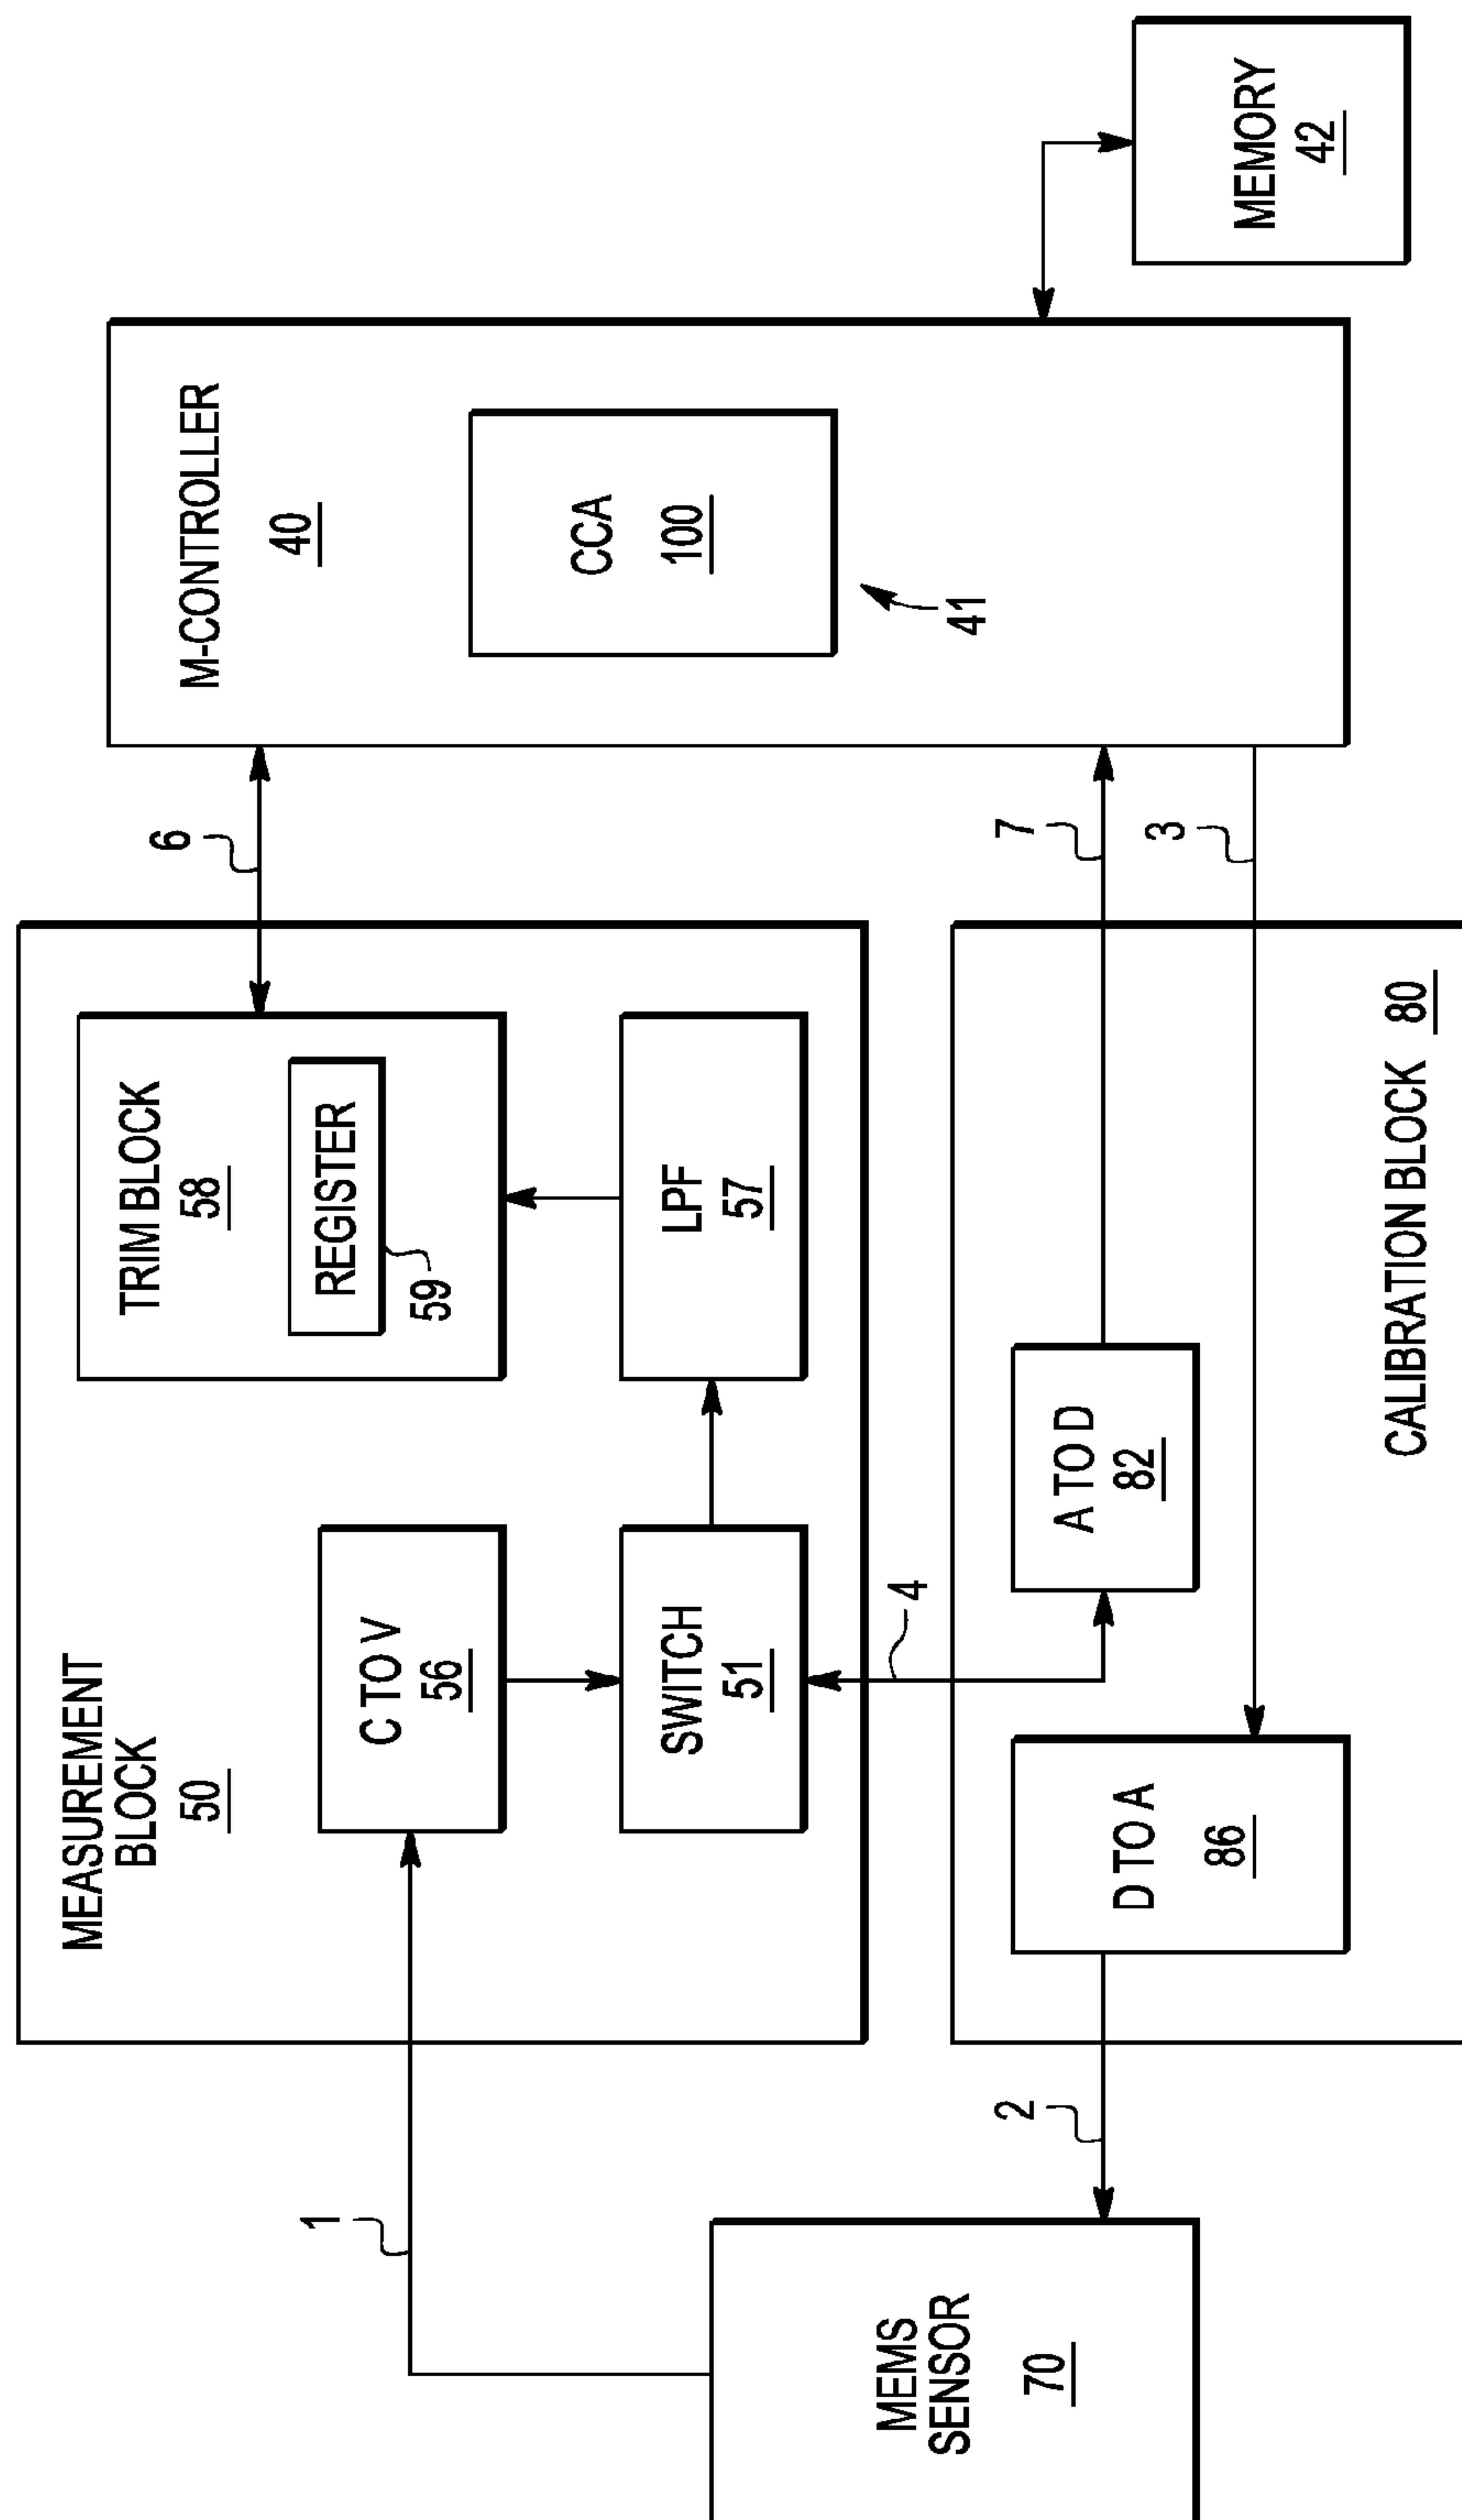 MEASUREMENT
BLOCK
50
C TO V
56
TRIM BLOCK
58
REGISTER
59
SWITCH
51
LPF
57
1
6
M-CONTROLLER
40
CCA
100
41
MEMS
SENSOR
70
2
4
D TO A
86
A TO D
82
7
3
CALIBRATION BLOCK 80
MEMORY
42